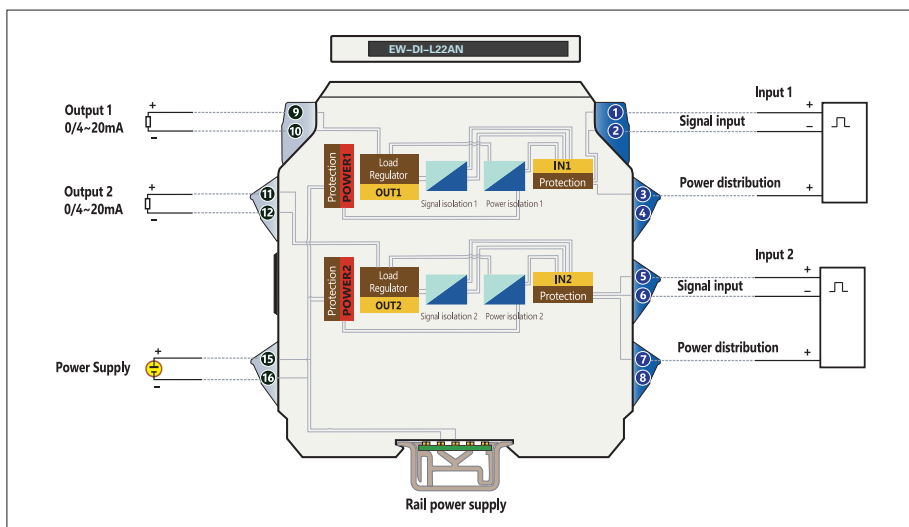 EW-DI-L22AN
Output 1
0/4~20mA
+
-
9
10
1
2
Input 1
Signal input
+
-
Power distribution
+
3
4
Protection
POWER1
Load
Regulator
OUT1
Signal isolation 1
Power isolation 1
IN1
Protection
Output 2
0/4~20mA
+
-
11
12
Input 2
Signal input
+
-
5
6
Power distribution
+
7
8
Protection
POWER2
Load
Regulator
OUT2
Signal isolation 2
Power isolation 2
IN2
Protection
Power Supply
+
-
15
16
Rail power supply